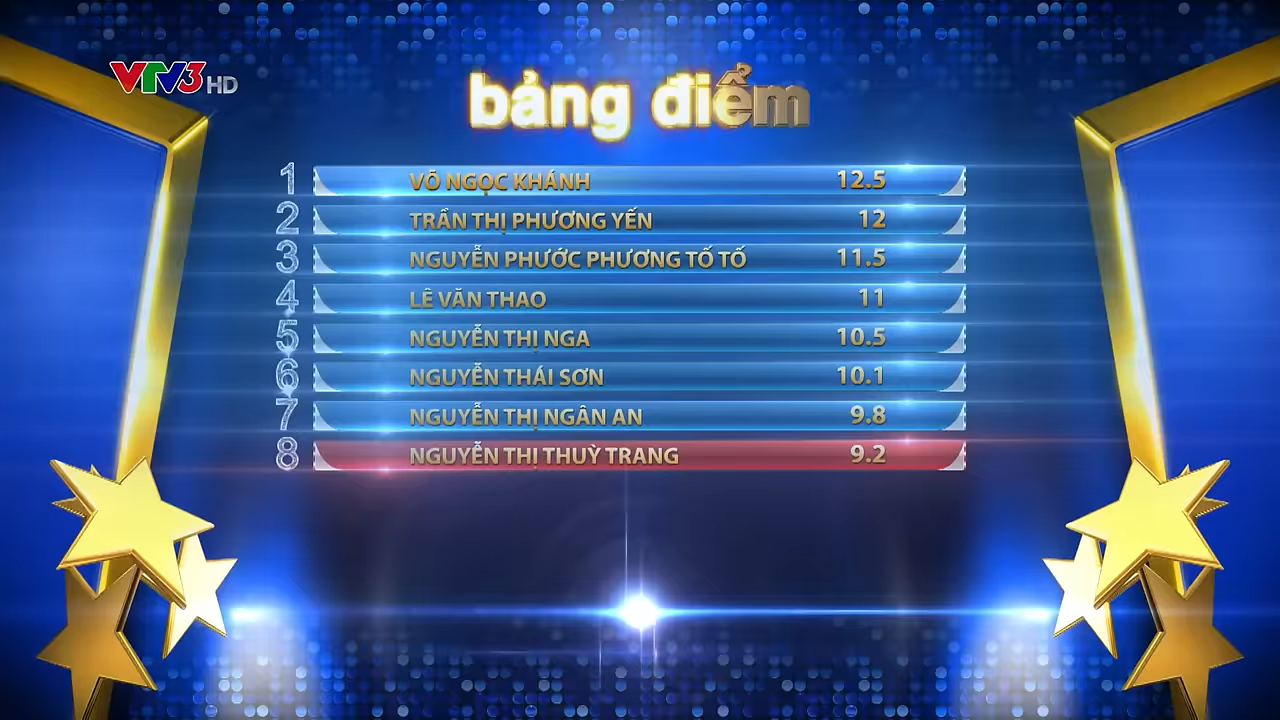 VTV3 HD
bảng điểm
1 VÕ NGỌC KHÁNH 12.5
2 TRẦN THỊ PHƯƠNG YẾN 12
3 NGUYỄN PHƯỚC PHƯƠNG TỐ TỐ 11.5
4 LÊ VĂN THAO 11
5 NGUYỄN THỊ NGA 10.5
6 NGUYỄN THÁI SƠN 10.1
7 NGUYỄN THỊ NGÂN AN 9.8
8 NGUYỄN THỊ THUỲ TRANG 9.2